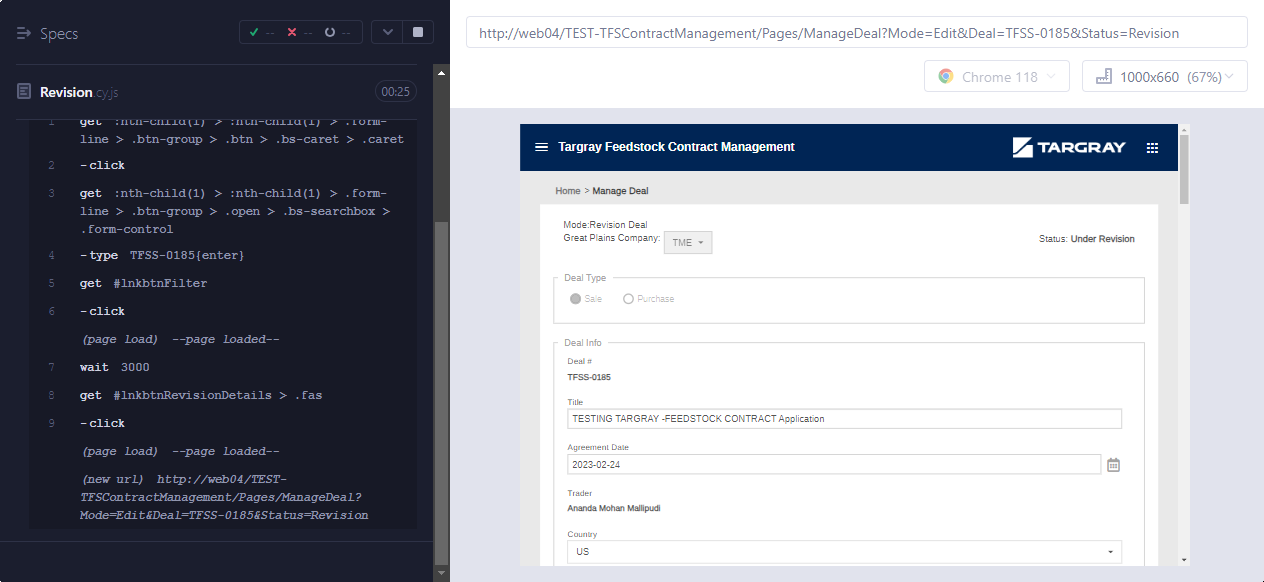 Specs
-- -- --
Revision.cy.js 00:25
1 get :nth-child(1) > :nth-child(1) > .form-
line > .btn-group > .btn > .bs-caret > .caret
2 -click
3 get :nth-child(1) > :nth-child(1) > .form-
line > .btn-group > .open > .bs-searchbox >
.form-control
4 -type TFSS-0185{enter}
5 get #lnkbtnFilter
6 -click
(page load) --page loaded--
7 wait 3000
8 get #lnkbtnRevisionDetails > .fas
9 -click
(page load) --page loaded--
(new url) http://web04/TEST-
TFSContractManagement/Pages/ManageDeal?
Mode=Edit&Deal=TFSS-0185&Status=Revision
http://web04/TEST-TFSContractManagement/Pages/ManageDeal?Mode=Edit&Deal=TFSS-0185&Status=Revision
Chrome 118
1000x660 (67%)
Targray Feedstock Contract Management
TARGRAY
Home > Manage Deal
Mode:Revision Deal
Great Plains Company: TME
Status: Under Revision
Deal Type
Sale Purchase
Deal Info
Deal #
TFSS-0185
Title
TESTING TARGRAY -FEEDSTOCK CONTRACT Application
Agreement Date
2023-02-24
Trader
Ananda Mohan Mallipudi
Country
US